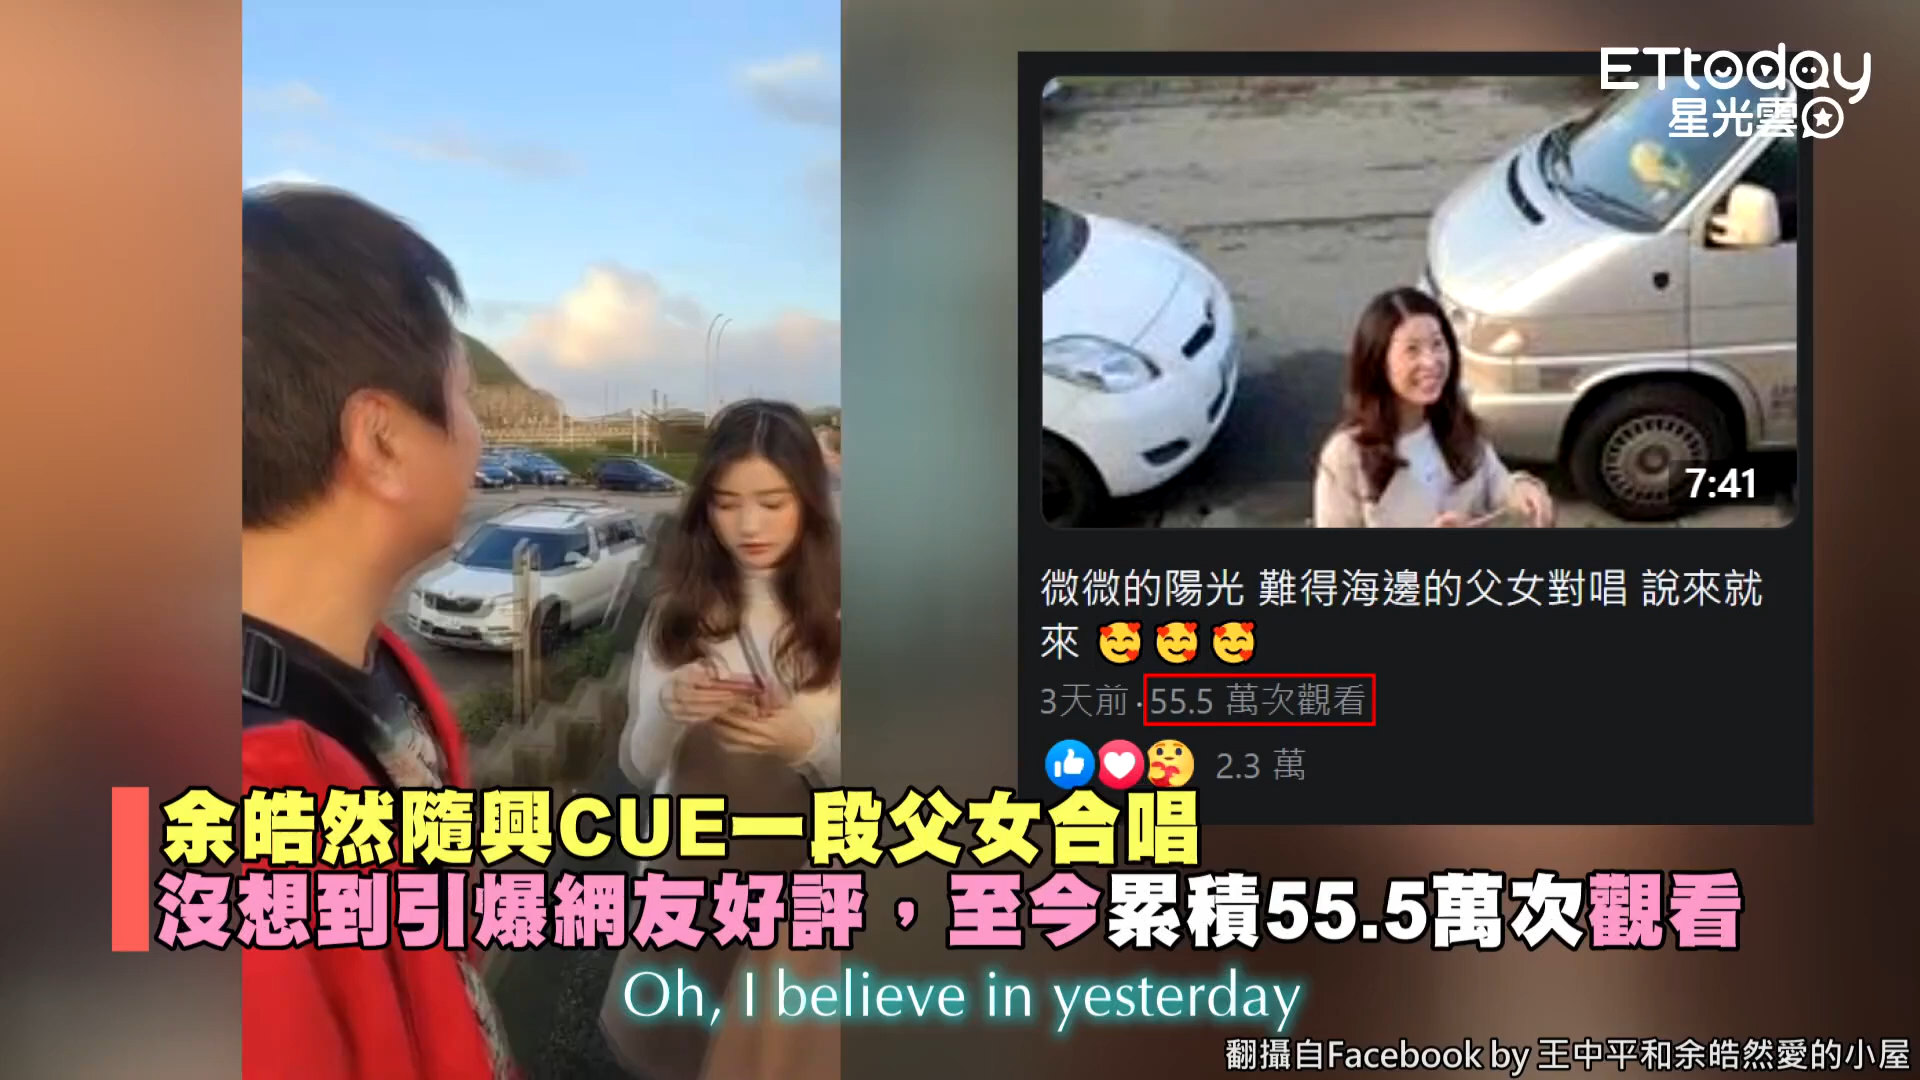 ETtoday
星光雲
7:41
微微的陽光 難得海邊的父女對唱 說來就
來 🥰 🥰 🥰
3天前·55.5 萬次觀看
2.3 萬
余皓然隨興CUE一段父女合唱
沒想到引爆網友好評，至今累積55.5萬次觀看
Oh, I believe in yesterday
翻攝自Facebook by 王中平和余皓然愛的小屋